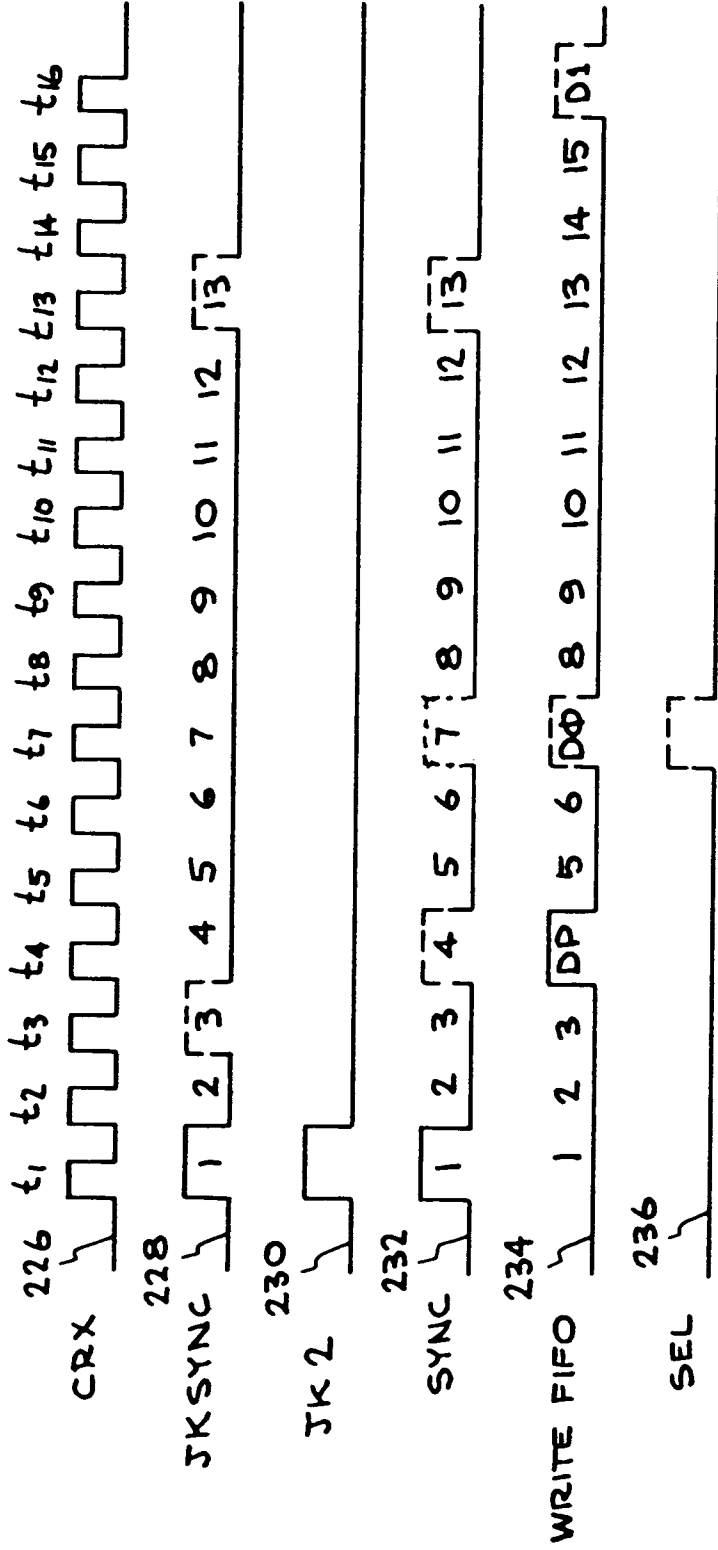 t1 t2 t3 t4 t5 t6 t7 t8 t9 t10 t11 t12 t13 t14 t15 t16
226
CRX
228
JKSYNC 1 2 3 4 5 6 7 8 9 10 11 12 13
230
JK2
232
SYNC 1 2 3 4 5 6 7 8 9 10 11 12 13
234
WRITE FIFO 1 2 3 DP 5 6 DΦ 8 9 10 11 12 13 14 15 D1
236
SEL